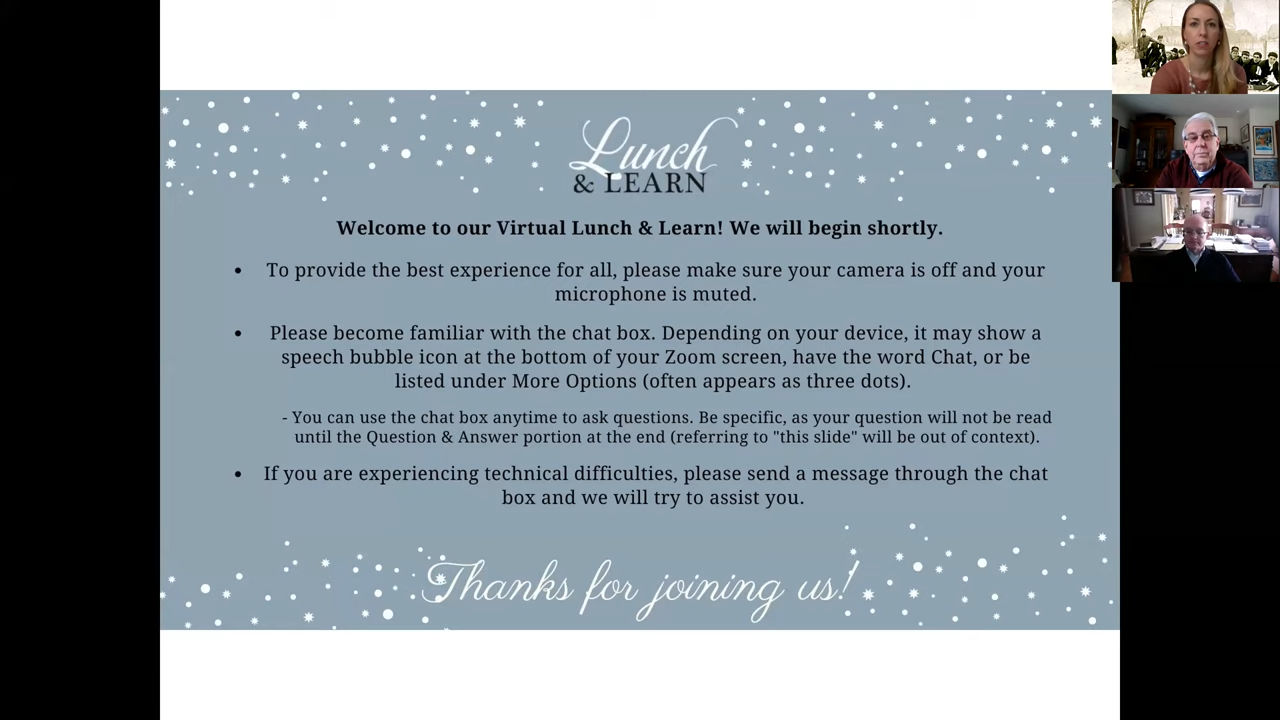 Lunch
& LEARN
Welcome to our Virtual Lunch & Learn! We will begin shortly.
• To provide the best experience for all, please make sure your camera is off and your
microphone is muted.
• Please become familiar with the chat box. Depending on your device, it may show a
speech bubble icon at the bottom of your Zoom screen, have the word Chat, or be
listed under More Options (often appears as three dots).
- You can use the chat box anytime to ask questions. Be specific, as your question will not be read
until the Question & Answer portion at the end (referring to "this slide" will be out of context).
• If you are experiencing technical difficulties, please send a message through the chat
box and we will try to assist you.
Thanks for joining us!